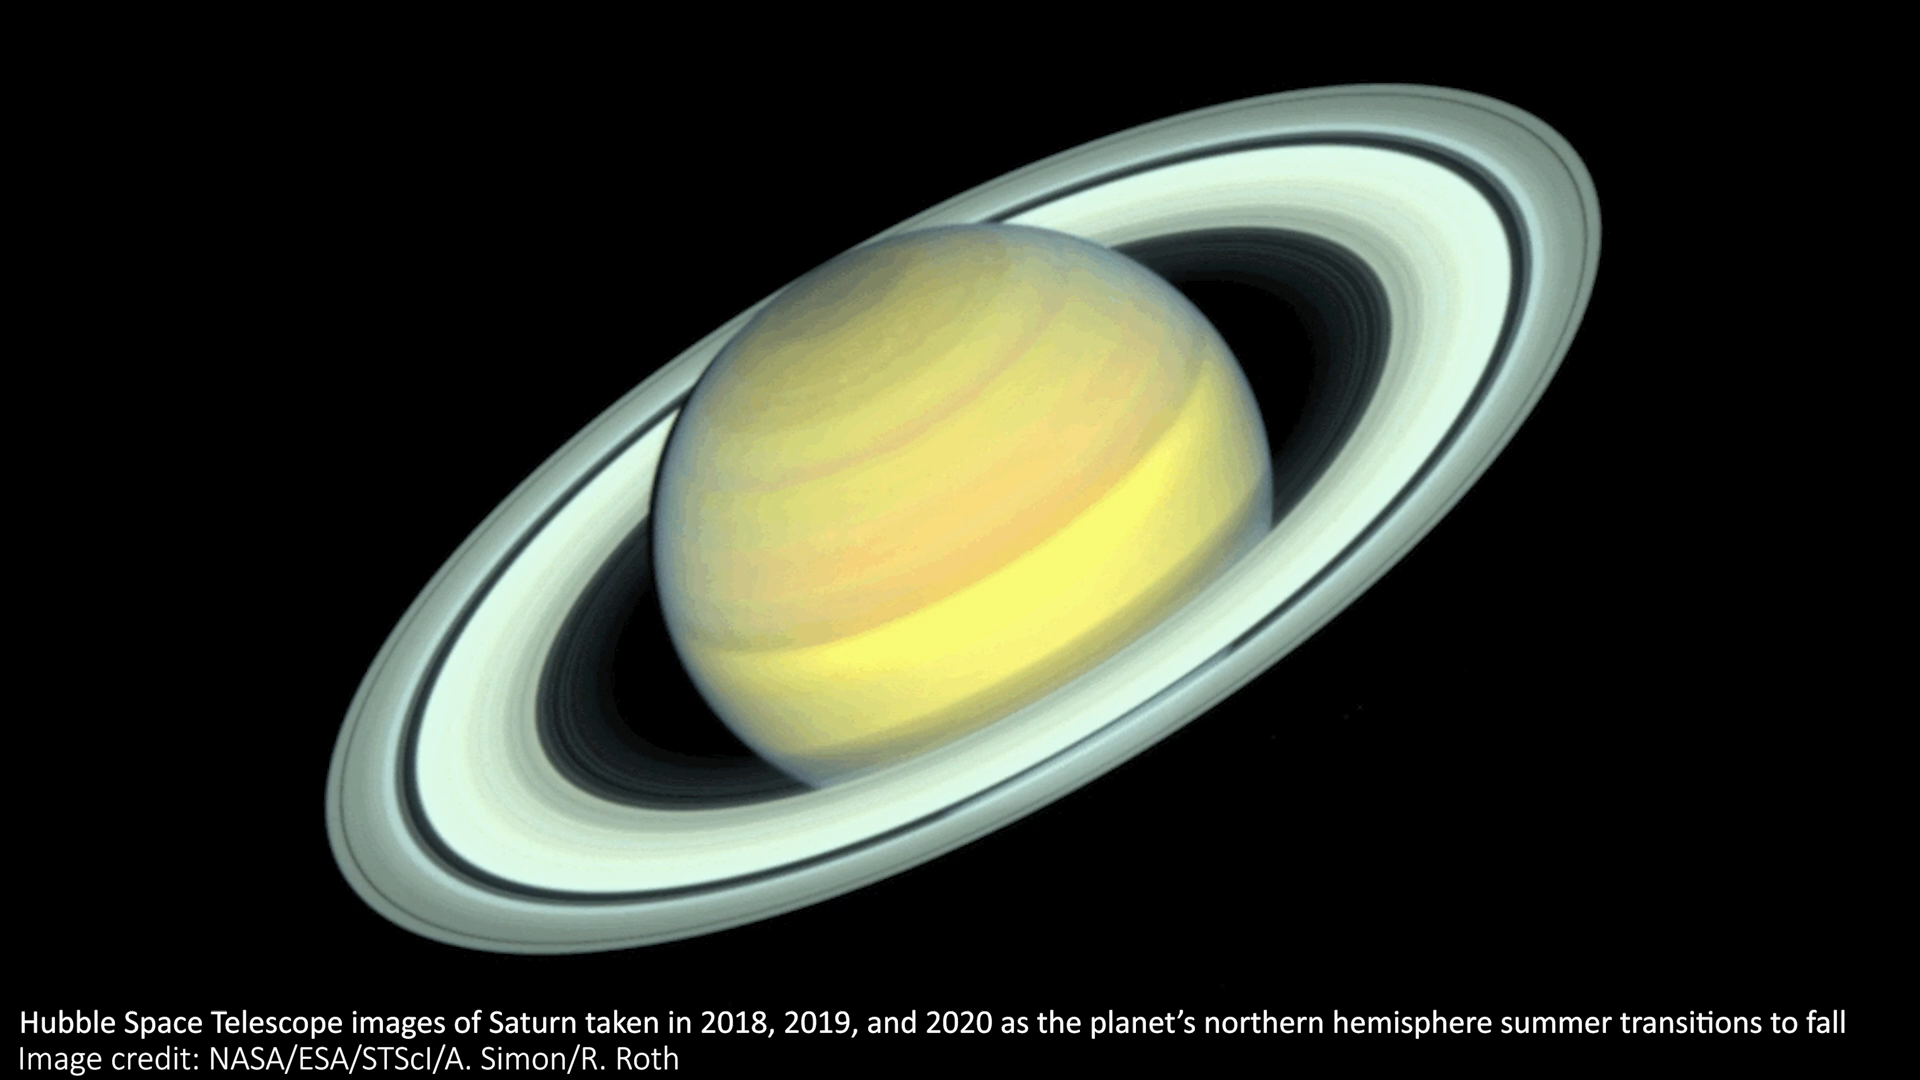 Hubble Space Telescope images of Saturn taken in 2018, 2019, and 2020 as the planet’s northern hemisphere summer transitions to fall
Image credit: NASA/ESA/STScI/A. Simon/R. Roth